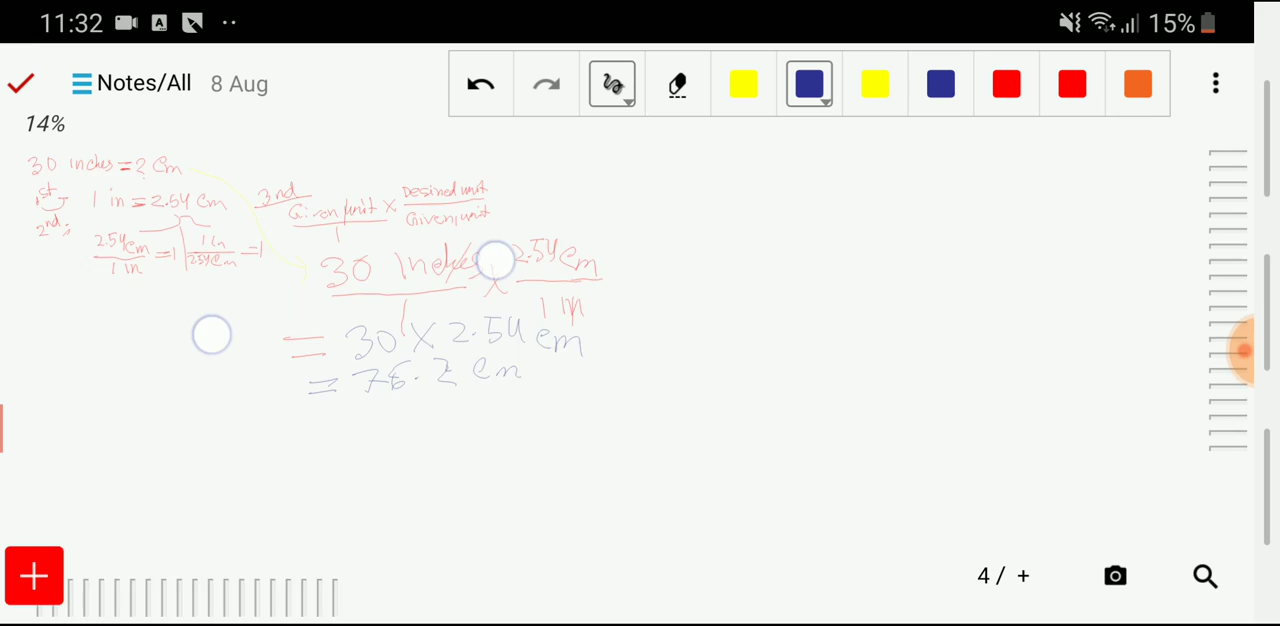 11:32 15%
Notes/All 8 Aug
14%
30 inches = ? Cm
1st 1 in = 2.54 Cm
2nd:
2.54 Cm / 1 in = 1 | 1 in / 2.54 Cm = 1
3rd Given unit / 1 × Desired unit / Given unit
30 Inches / 1 × 2.54 Cm / 1 in
= 30 × 2.54 cm
= 76.2 cm
4 / +